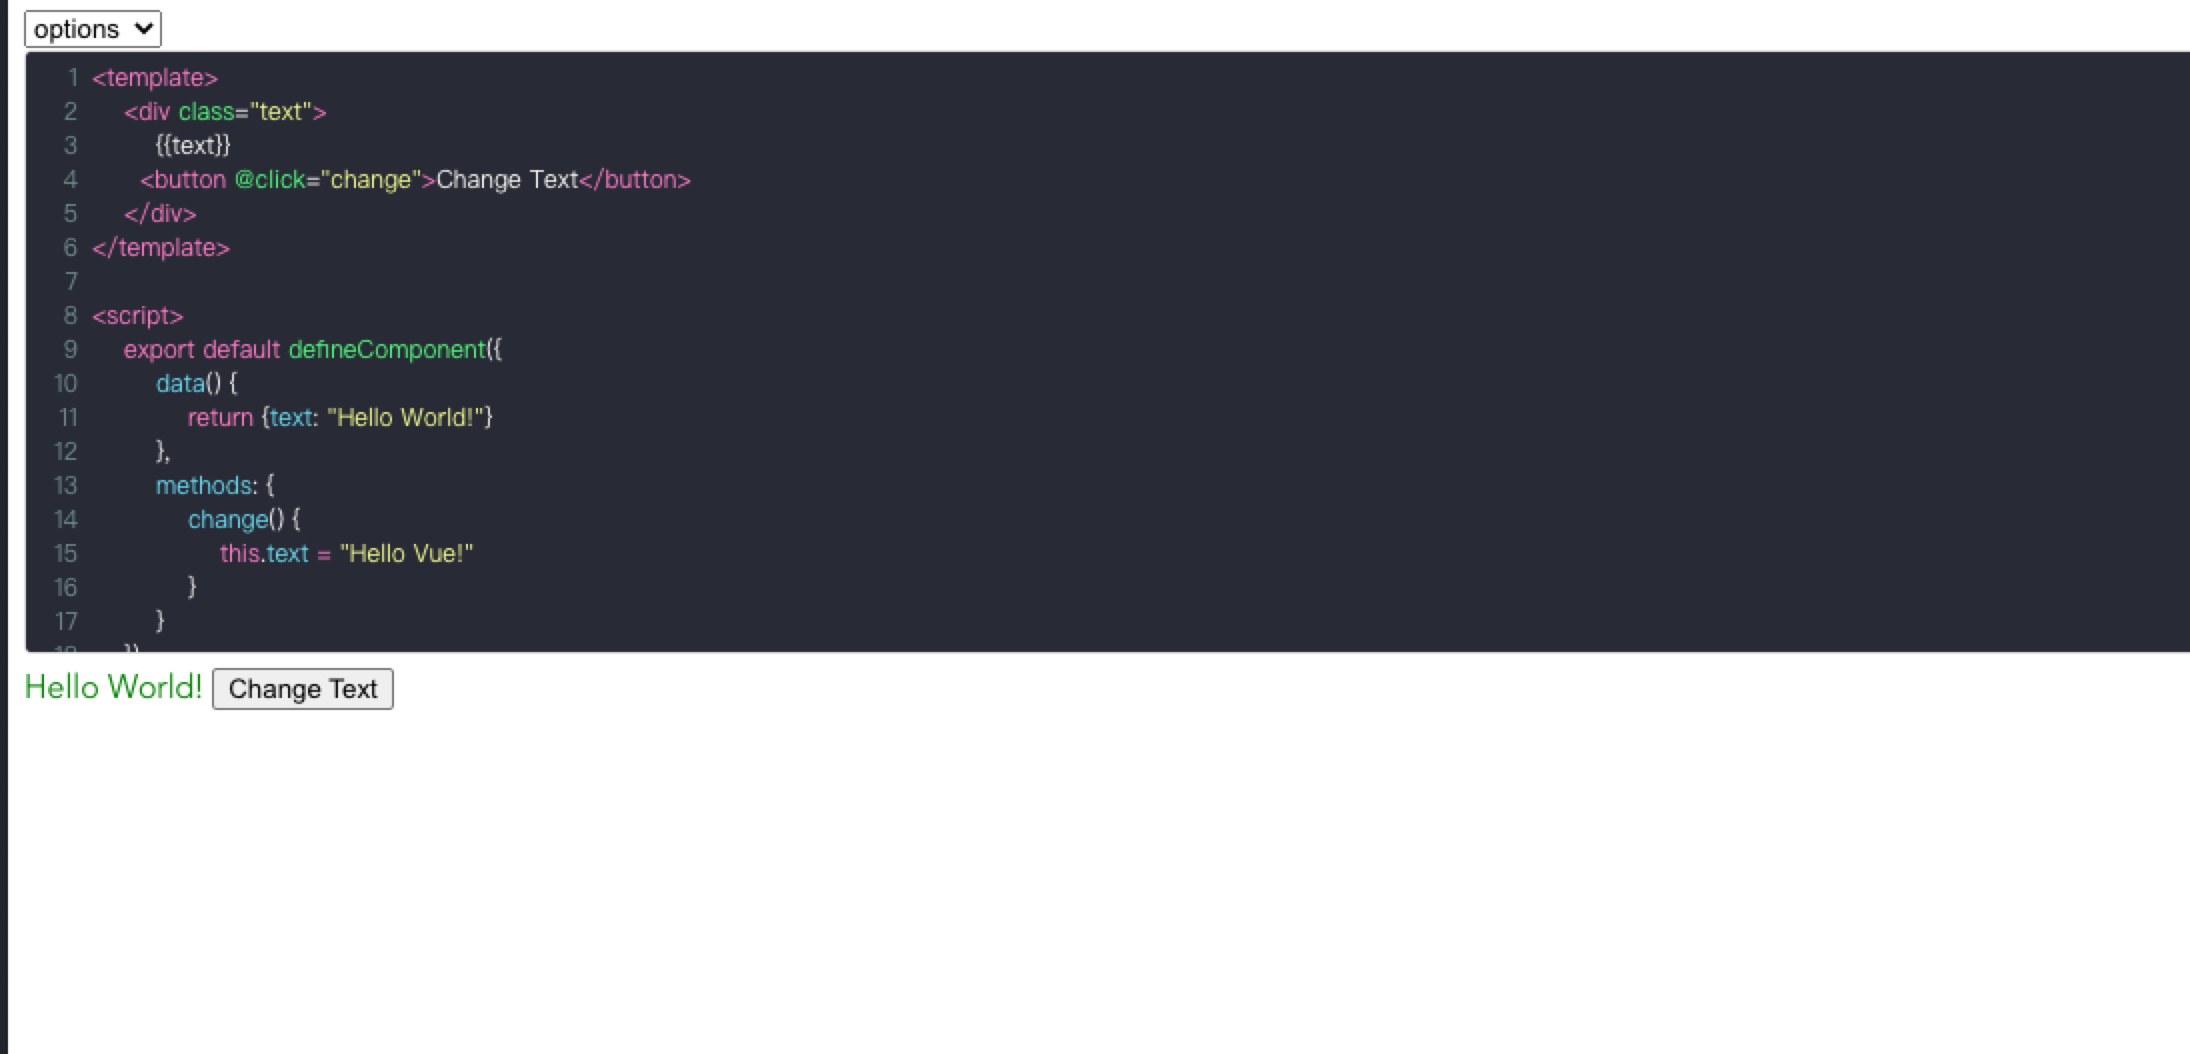 options
1 <template>
2 <div class="text">
3 {{text}}
4 <button @click="change">Change Text</button>
5 </div>
6 </template>
7
8 <script>
9 export default defineComponent({
10 data() {
11 return {text: "Hello World!"}
12 },
13 methods: {
14 change() {
15 this.text = "Hello Vue!"
16 }
17 }
Hello World! Change Text